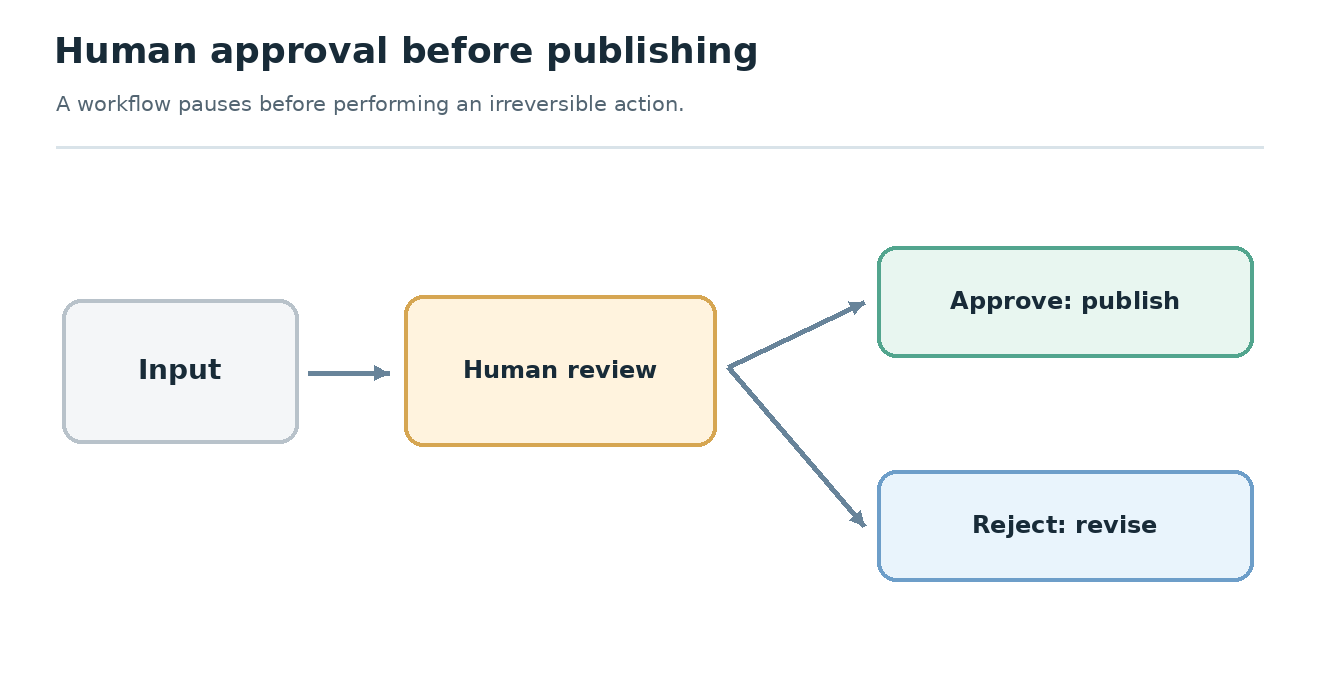 Human approval before publishing
A workflow pauses before performing an irreversible action.
Input
Human review
Approve: publish
Reject: revise